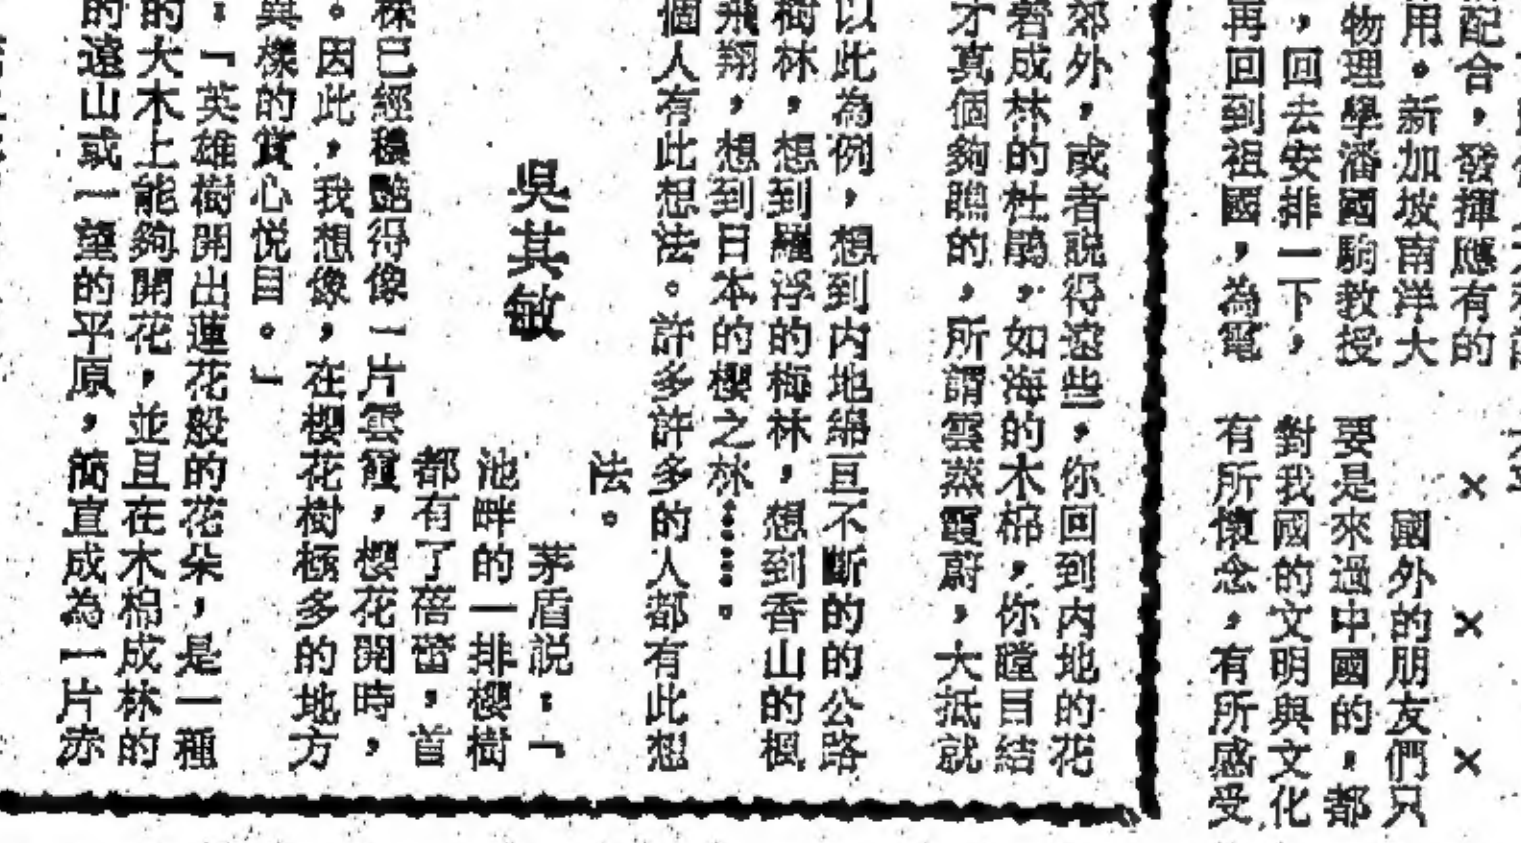 配合，發揮應有的
用。新加坡南洋大
物理學潘國駒教授
，回去安排一下，
再回到祖國，為電
×　×　×
國外的朋友們只
要是來過中國的，都
對我國的文明與文化
有所懷念，有所感受
郊外，或者說得遠些，你回到內地的花
者成林的杜鵑，如海的木棉，你瞠目結
才真個夠瞧的，所謂雲蒸霞蔚，大抵就
以此為例，想到內地綿亘不斷的的公路
樹林，想到羅浮的梅林，想到香山的楓
飛翔，想到日本的櫻之林……。
個人有此想法。許多許多的人都有此想
法。
吳其敏
茅盾說：「
池畔的一排櫻樹
都有了蓓蕾，首
株已經穠艷得像一片雲霞，櫻花開時，
。因此，我想像，在櫻花樹極多的地方
異樣的賞心悅目。」
：「英雄樹開出蓮花般的花朵，是一種
的大木上能夠開花，並且在木棉成林的
的遠山或一望的平原，簡直成為一片赤